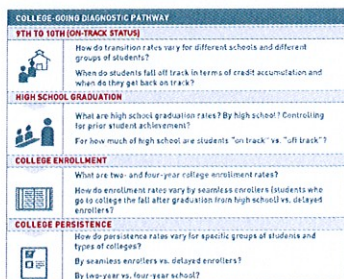 COLLEGE-GOING DIAGNOSTIC PATHWAY
9TH TO 10TH (ON-TRACK STATUS)
How do transition rates vary for different schools and different
groups of students?
When do students fall off track in terms of credit accumulation and
when do they get back on track?
HIGH SCHOOL GRADUATION
What are high school graduation rates? By high school? Controlling
for prior student achievement?
For how much of high school are students "on track" vs. "off track"?
COLLEGE ENROLLMENT
What are two- and four-year college enrollment rates?
How do enrollment rates vary by seamless enrollers (students who
go to college the fall after graduation from high school) vs. delayed
enrollers?
COLLEGE PERSISTENCE
How do persistence rates vary for specific groups of students and
types of colleges?
By seamless enrollers vs. delayed enrollers?
By two-year vs. four-year school?